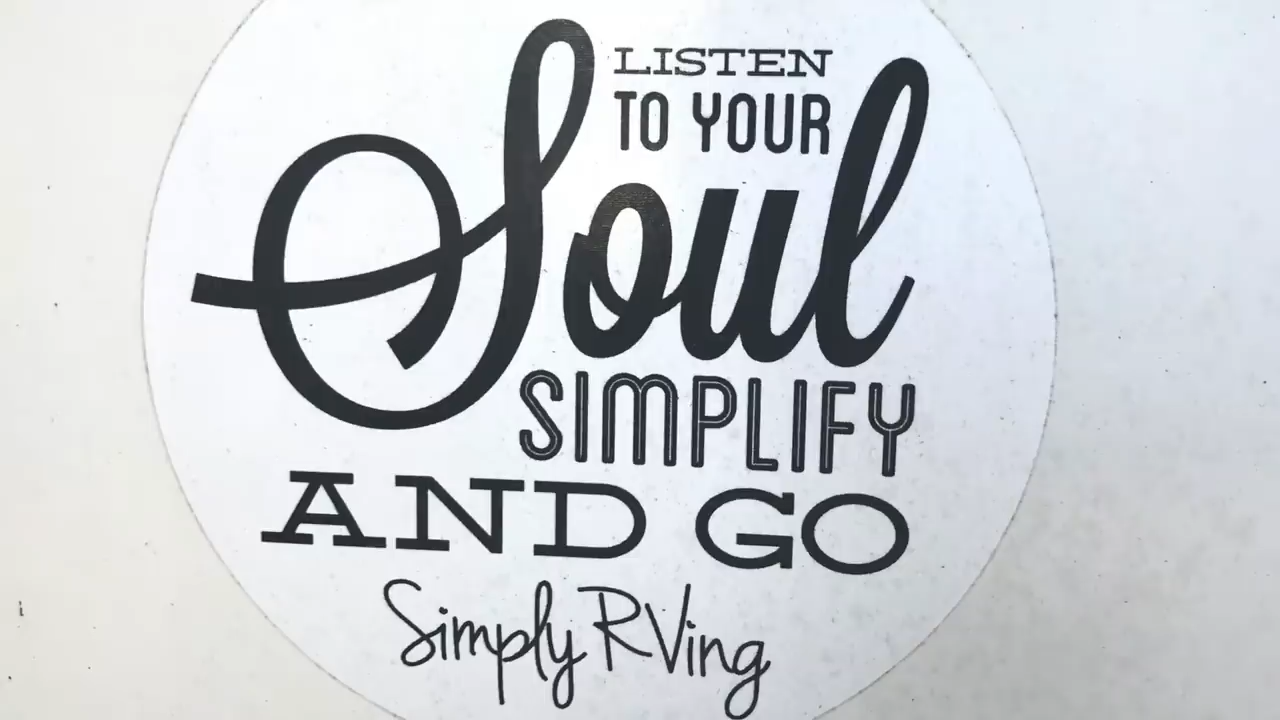 LISTEN
TO YOUR
Soul
SIMPLIFY
AND GO
Simply RVing